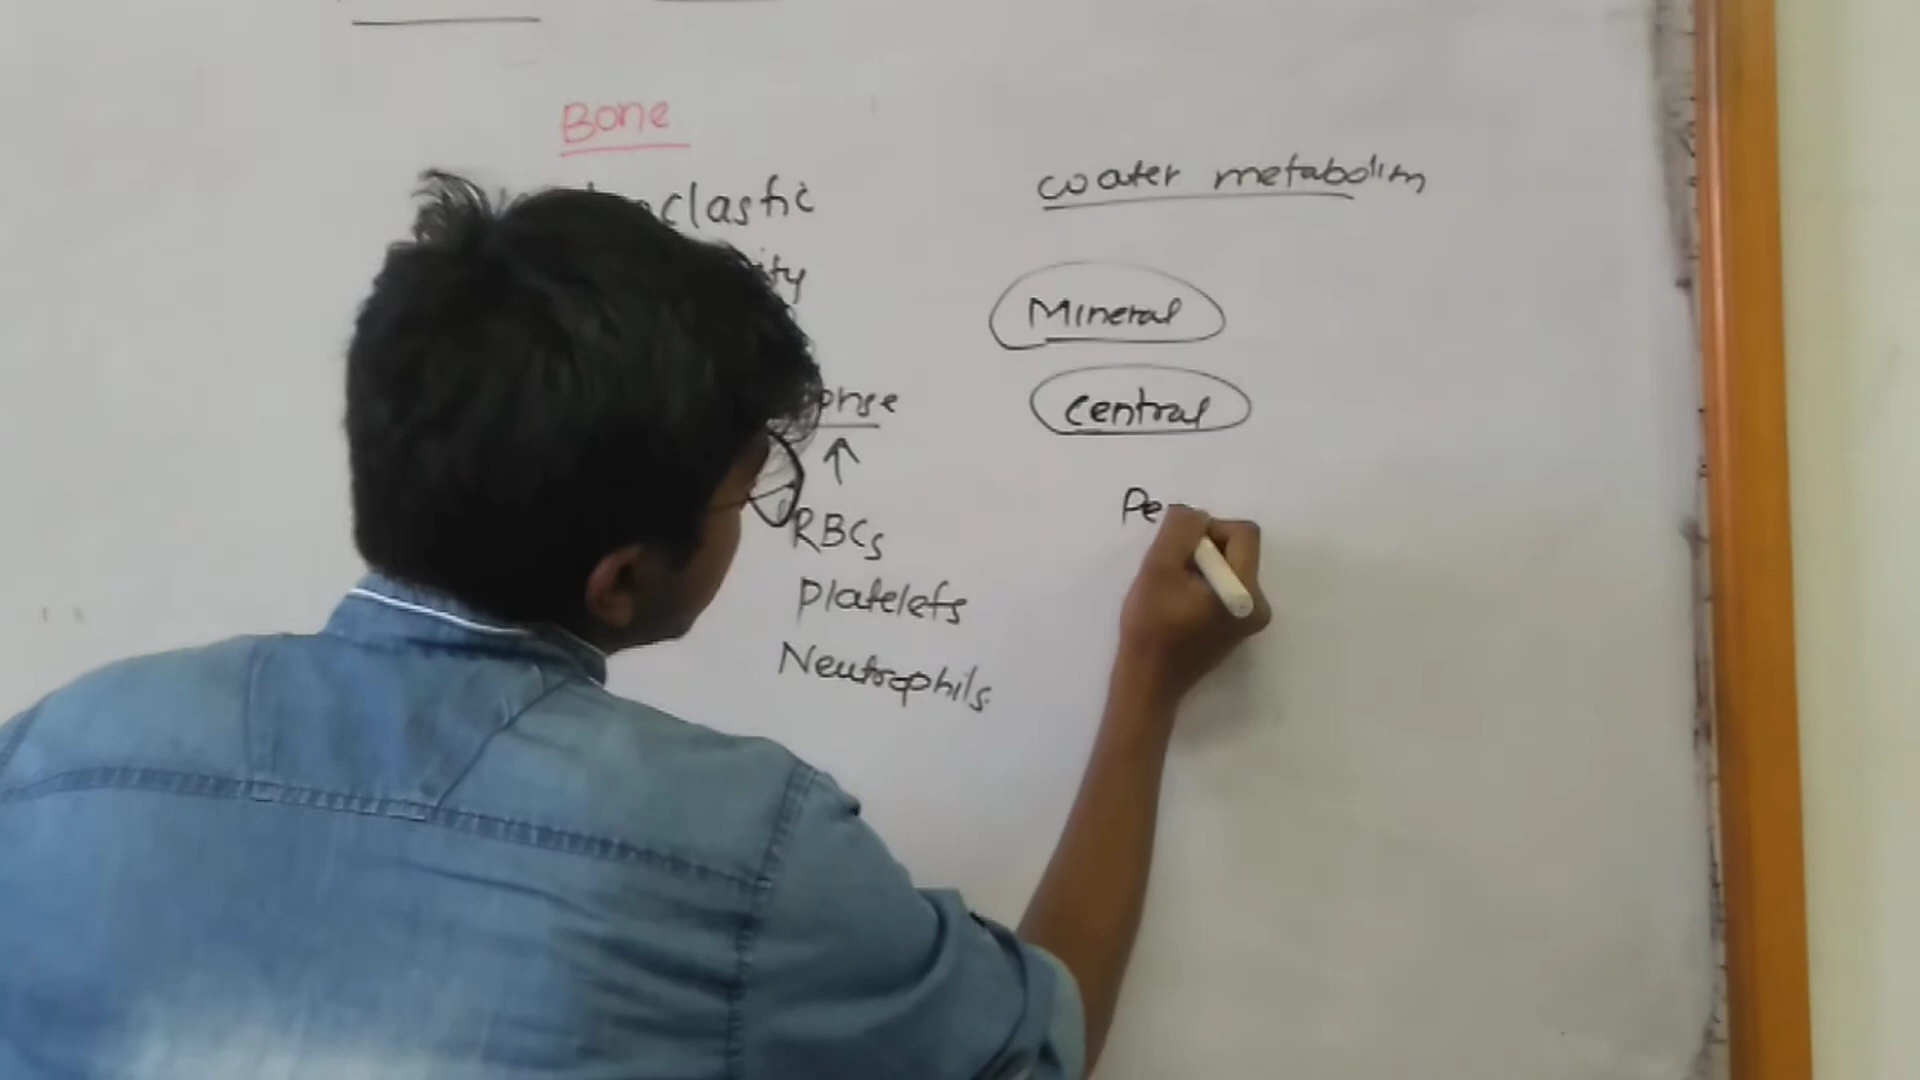 Bone
clastic
ity
onse
↑
RBCs
Platelets
Neutrophils.
water metabolim
Mineral
Central
Pe